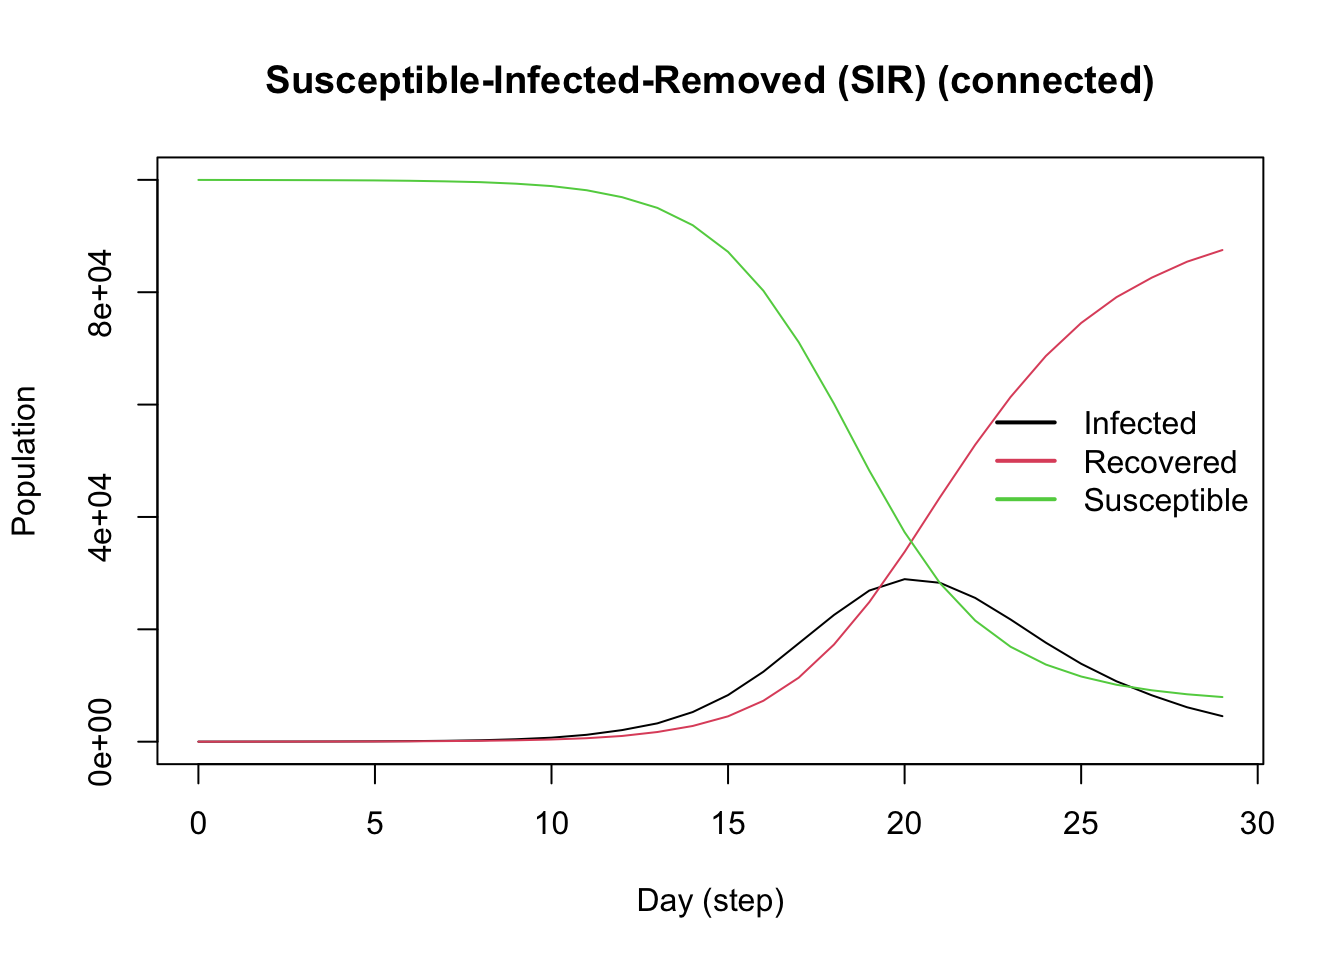 Susceptible-Infected-Removed (SIR) (connected)
Population
8e+04
4e+04
0e+00
Infected
Recovered
Susceptible
0 5 10 15 20 25 30
Day (step)